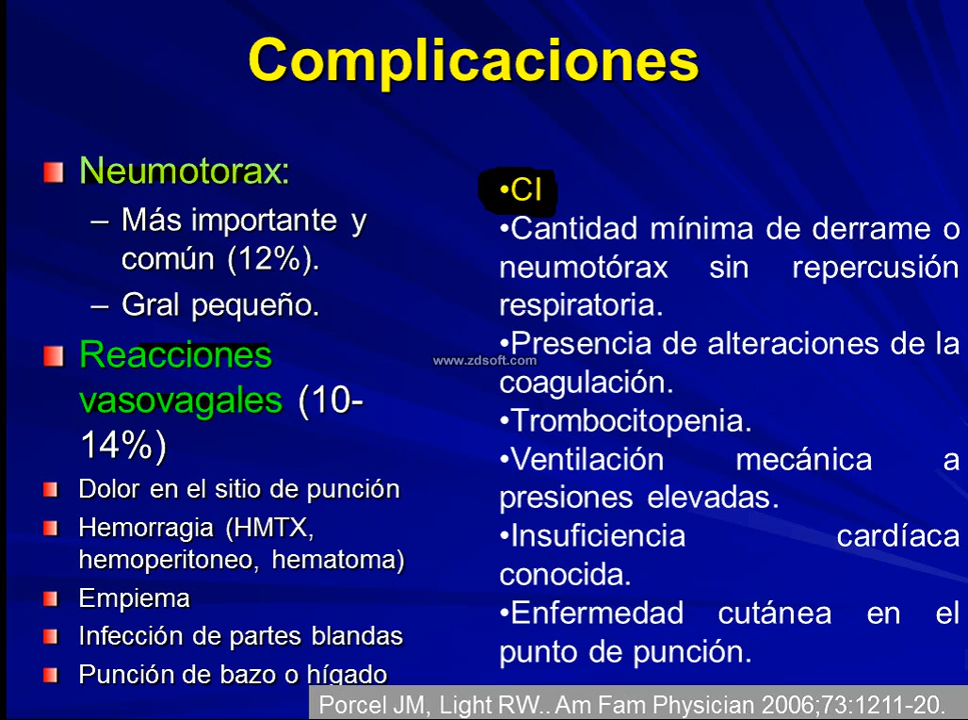 Complicaciones
Neumotorax:
– Más importante y
común (12%).
– Gral pequeño.
Reacciones
vasovagales (10-
14%)
Dolor en el sitio de punción
Hemorragia (HMTX,
hemoperitoneo, hematoma)
Empiema
Infección de partes blandas
Punción de bazo o hígado
•CI
•Cantidad mínima de derrame o
neumotórax sin repercusión
respiratoria.
•Presencia de alteraciones de la
coagulación.
•Trombocitopenia.
•Ventilación mecánica a
presiones elevadas.
•Insuficiencia cardíaca
conocida.
•Enfermedad cutánea en el
punto de punción.
www.zdsoft.com
Porcel JM, Light RW.. Am Fam Physician 2006;73:1211-20.